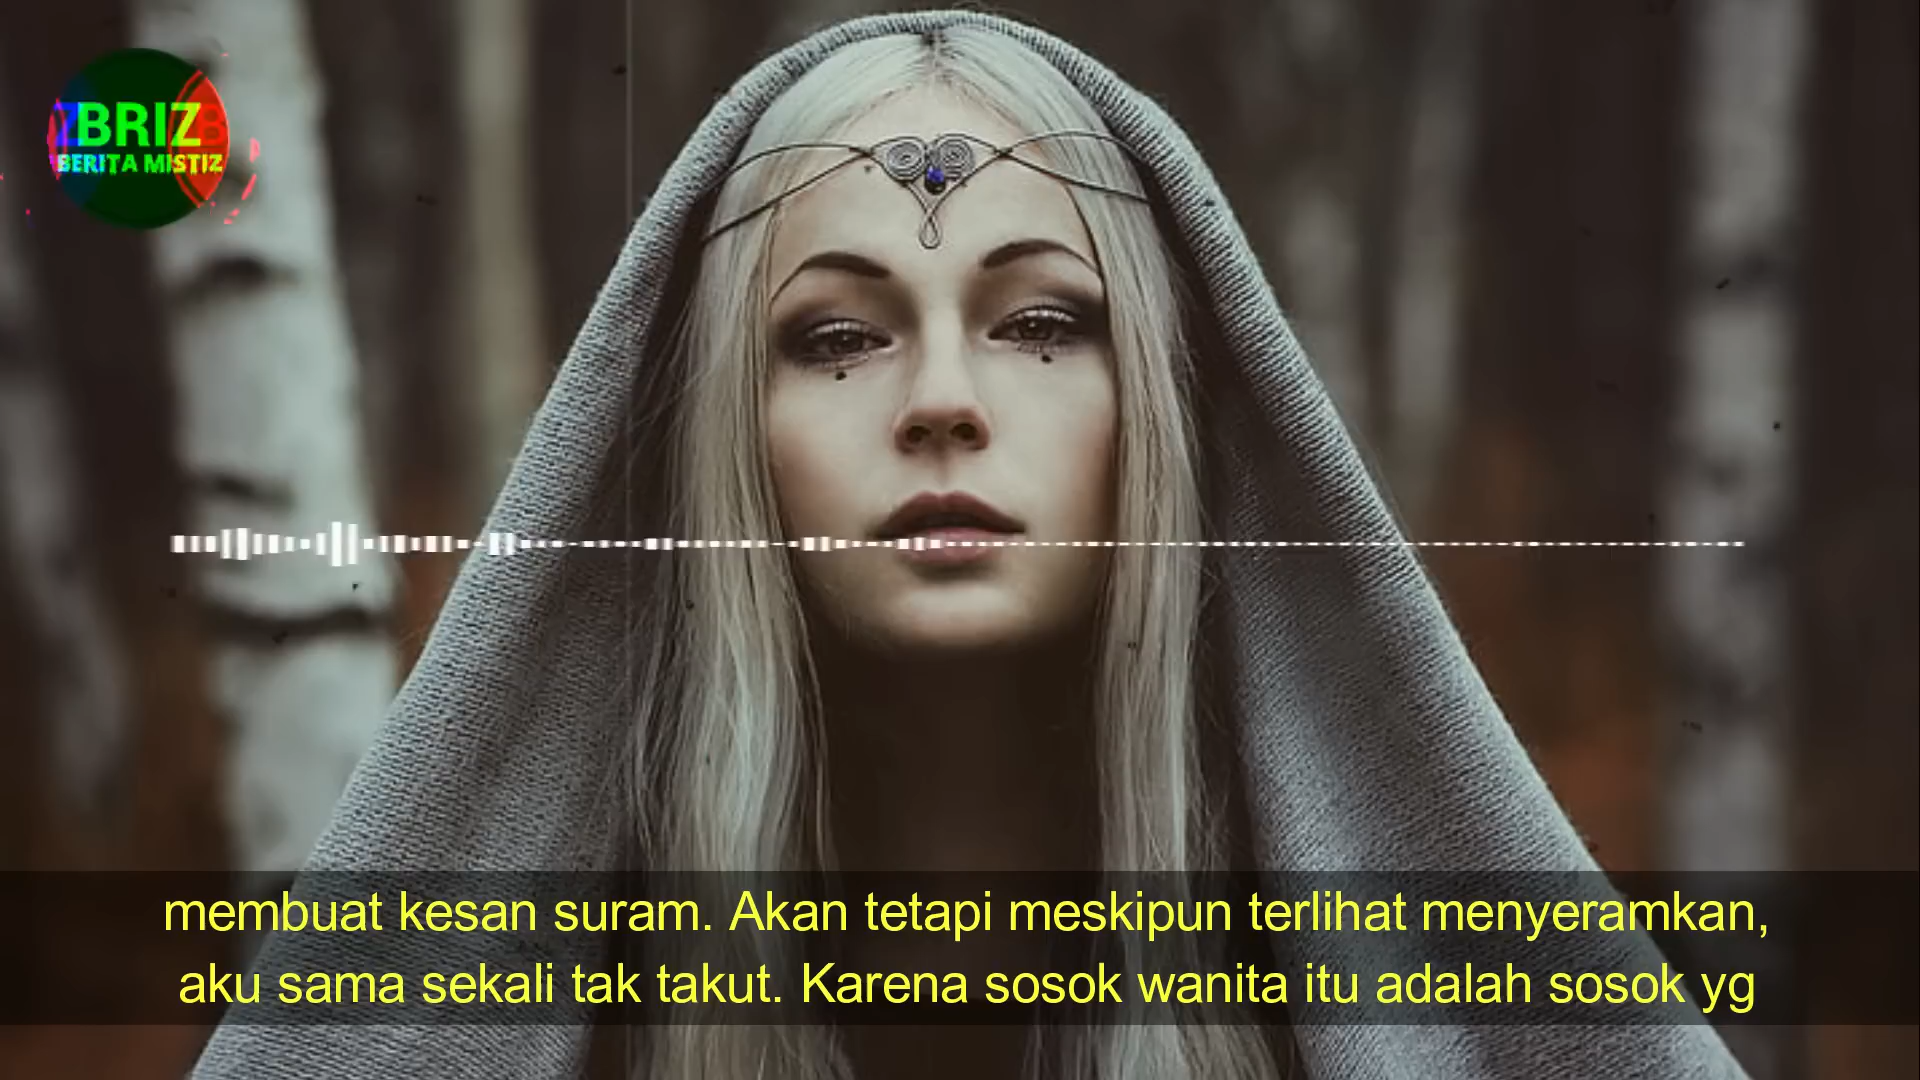 BRIZ
BERITA MISTIZ
membuat kesan suram. Akan tetapi meskipun terlihat menyeramkan,
aku sama sekali tak takut. Karena sosok wanita itu adalah sosok yg